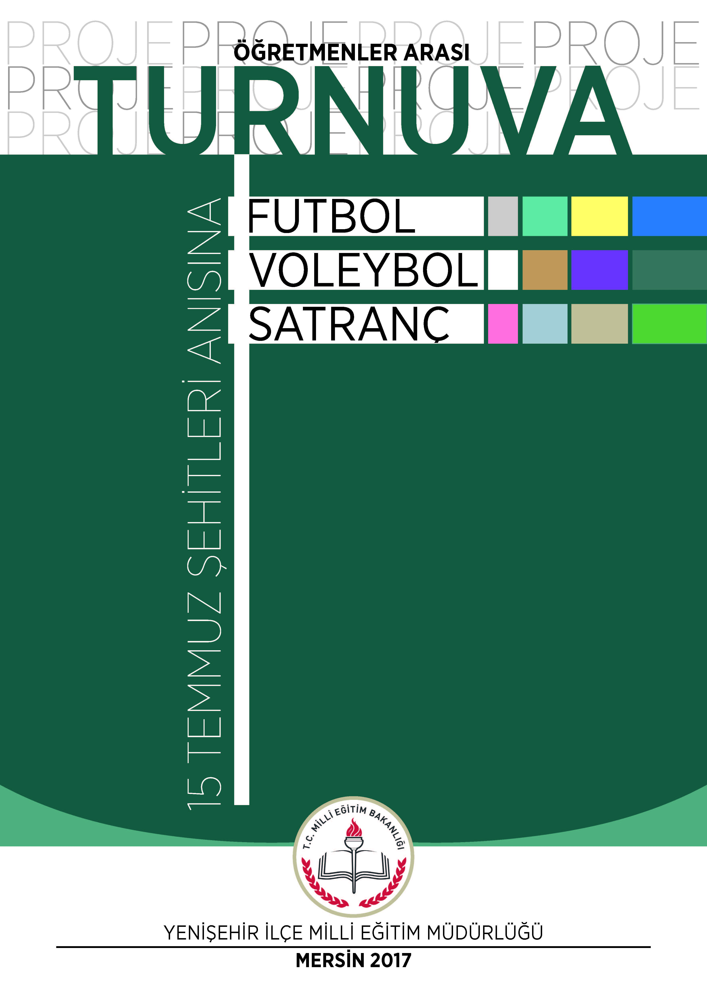 PROJEPROJEPROJEPROJE
ÖĞRETMENLER ARASI
PROJEPROJEPROJEPROJE
TURNUVA
PROJEPROJEPROJE
FUTBOL
VOLEYBOL
SATRANÇ
15 TEMMUZ ŞEHİTLERİ ANISINA
T.C. MİLLÎ EĞİTİM BAKANLIĞI
YENİŞEHİR İLÇE MİLLİ EĞİTİM MÜDÜRLÜĞÜ
MERSİN 2017